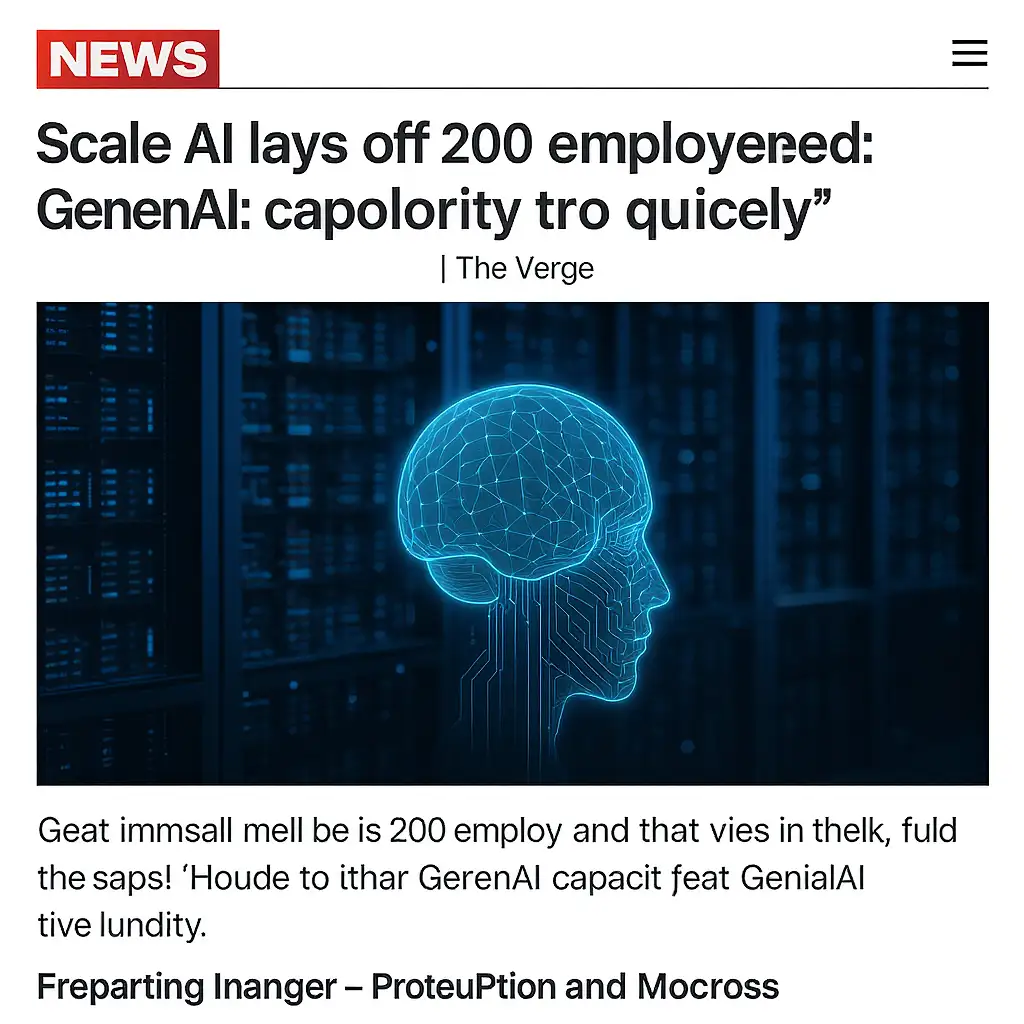 NEWS
Scale AI lays off 200 employeneed:
GenenAI: capolority tro quicely”
| The Verge
Geat immsall mell be is 200 employ and that vies in thelk, fuld
the saps! ‘Houde to ithar GerenAI capacit feat GenialAI
tive lundity.
Freparting Inanger – ProteuPtion and Mocross